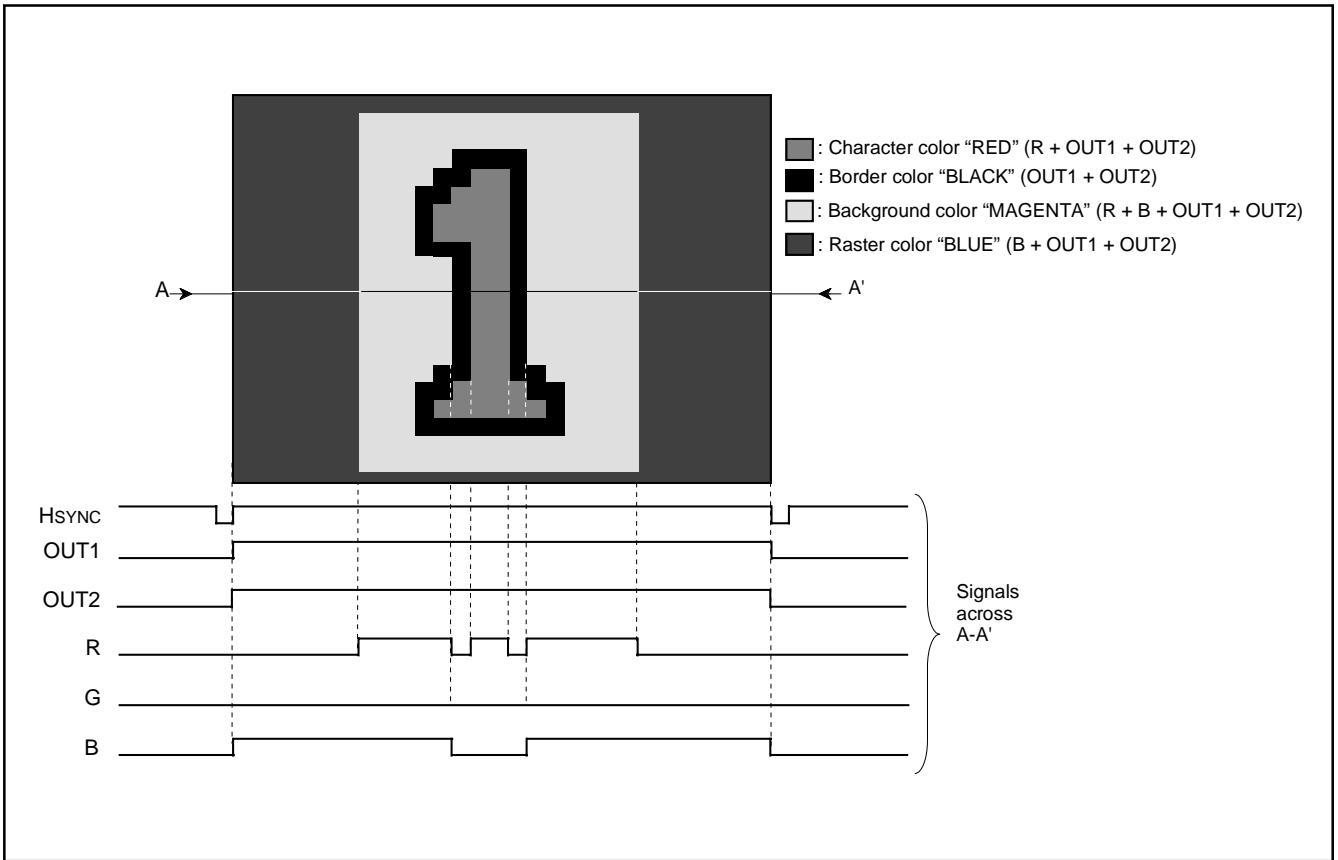 : Character color “RED” (R + OUT1 + OUT2)
: Border color “BLACK” (OUT1 + OUT2)
: Background color “MAGENTA” (R + B + OUT1 + OUT2)
: Raster color “BLUE” (B + OUT1 + OUT2)
A
A'
HSYNC
OUT1
OUT2
R
G
B
Signals
across
A-A'
1